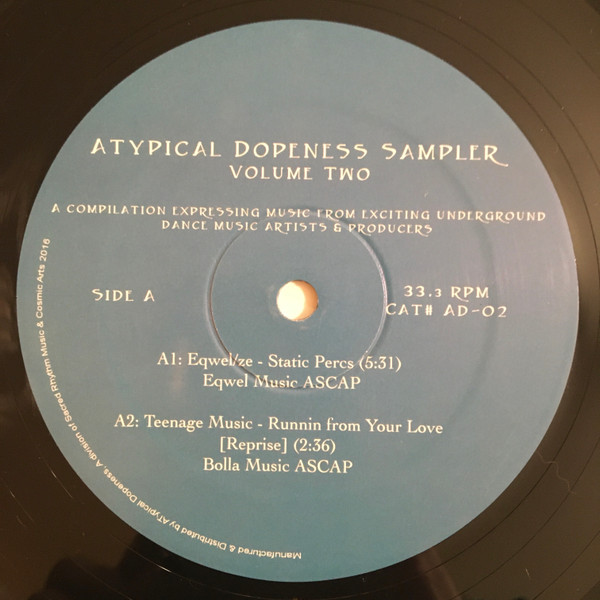 ATYPICAL DOPENESS SAMPLER
VOLUME TWO
A COMPILATION EXPRESSING MUSIC FROM EXCITING UNDERGROUND
DANCE MUSIC ARTISTS & PRODUCERS
SIDE A
33.3 RPM
CAT# AD-02
A1: Eqwel/ze - Static Percs (5:31)
Eqwel Music ASCAP
A2: Teenage Music - Runnin from Your Love
[Reprise] (2:36)
Bolla Music ASCAP
Manufactured & Distributed by ATypical Dopeness, A division of Sacred Rhythm Music & Cosmic Arts 2016